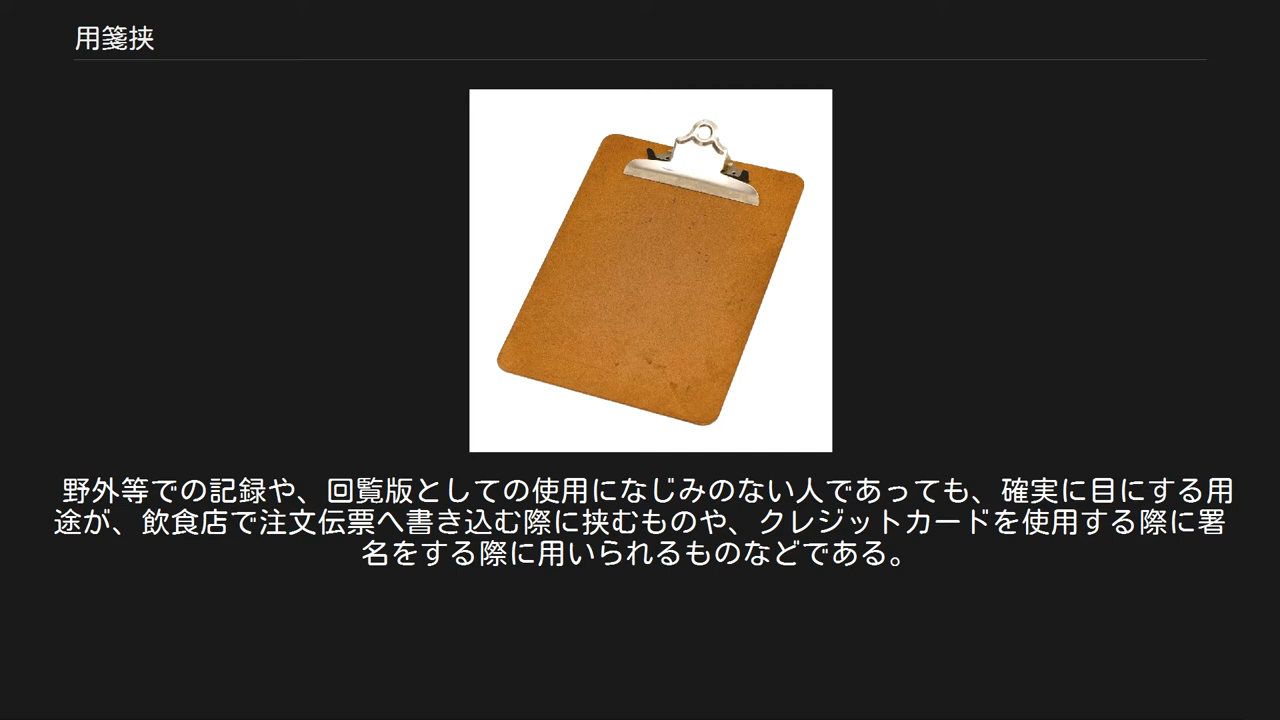 用箋挟
野外等での記録や、回覧版としての使用になじみのない人であっても、確実に目にする用
途が、飲食店で注文伝票へ書き込む際に挟むものや、クレジットカードを使用する際に署
名をする際に用いられるものなどである。